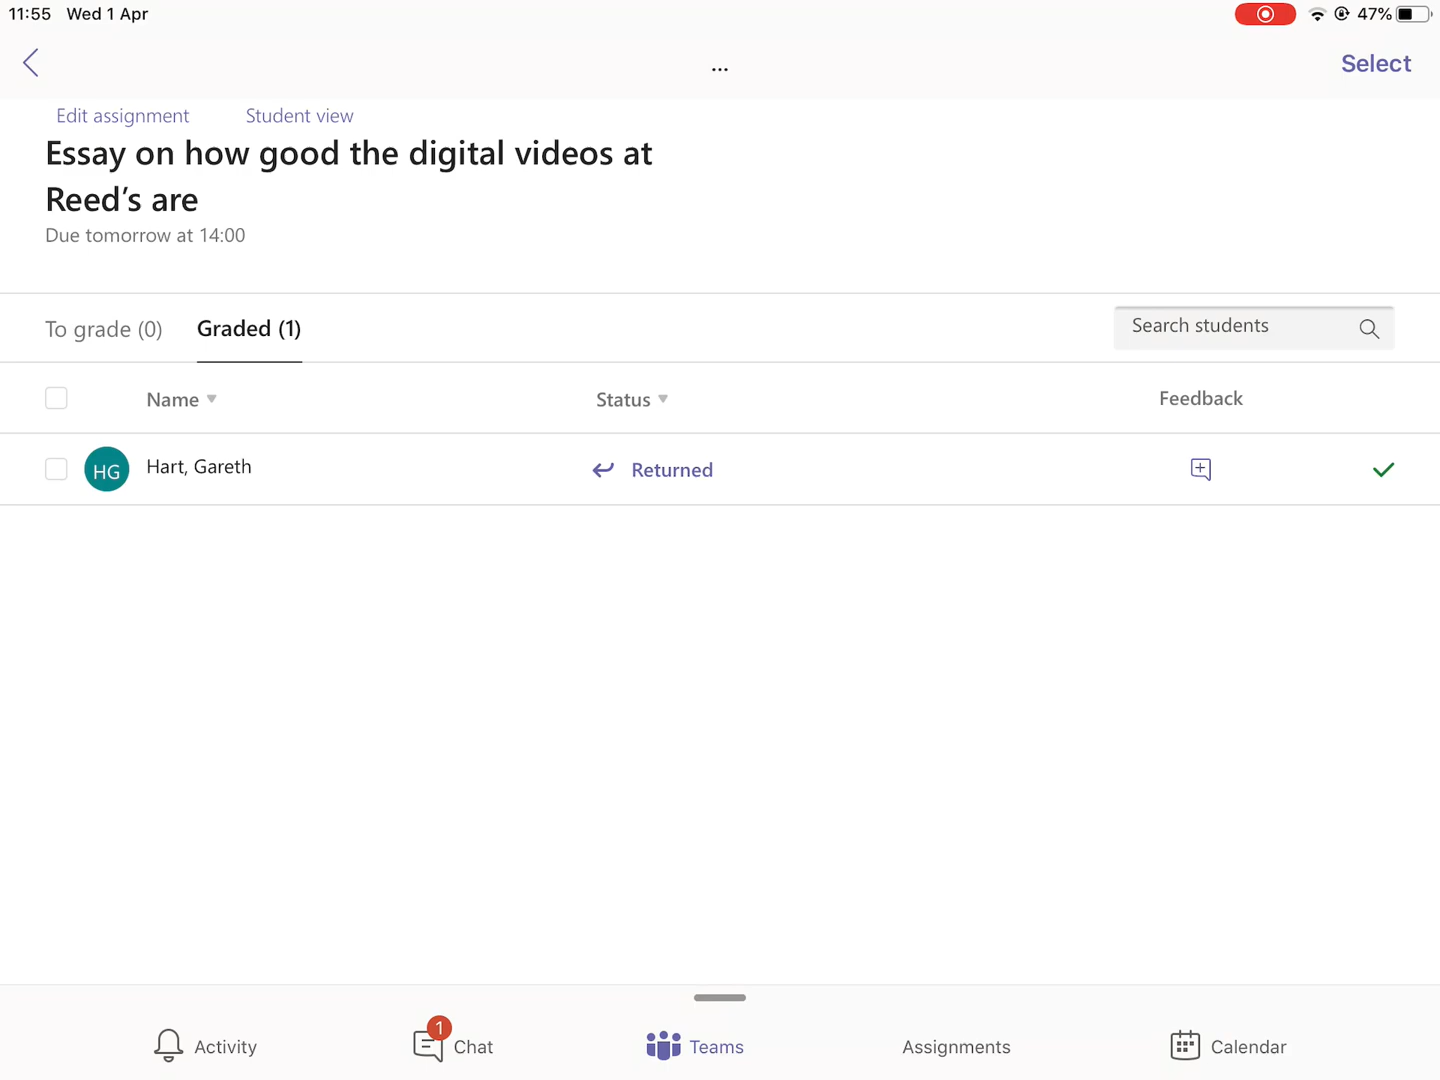 11:55 Wed 1 Apr 47%
...
Select
Edit assignment Student view
Essay on how good the digital videos at
Reed’s are
Due tomorrow at 14:00
To grade (0) Graded (1) Search students
Name Status Feedback
HG Hart, Gareth Returned
Activity 1 Chat Teams Assignments Calendar